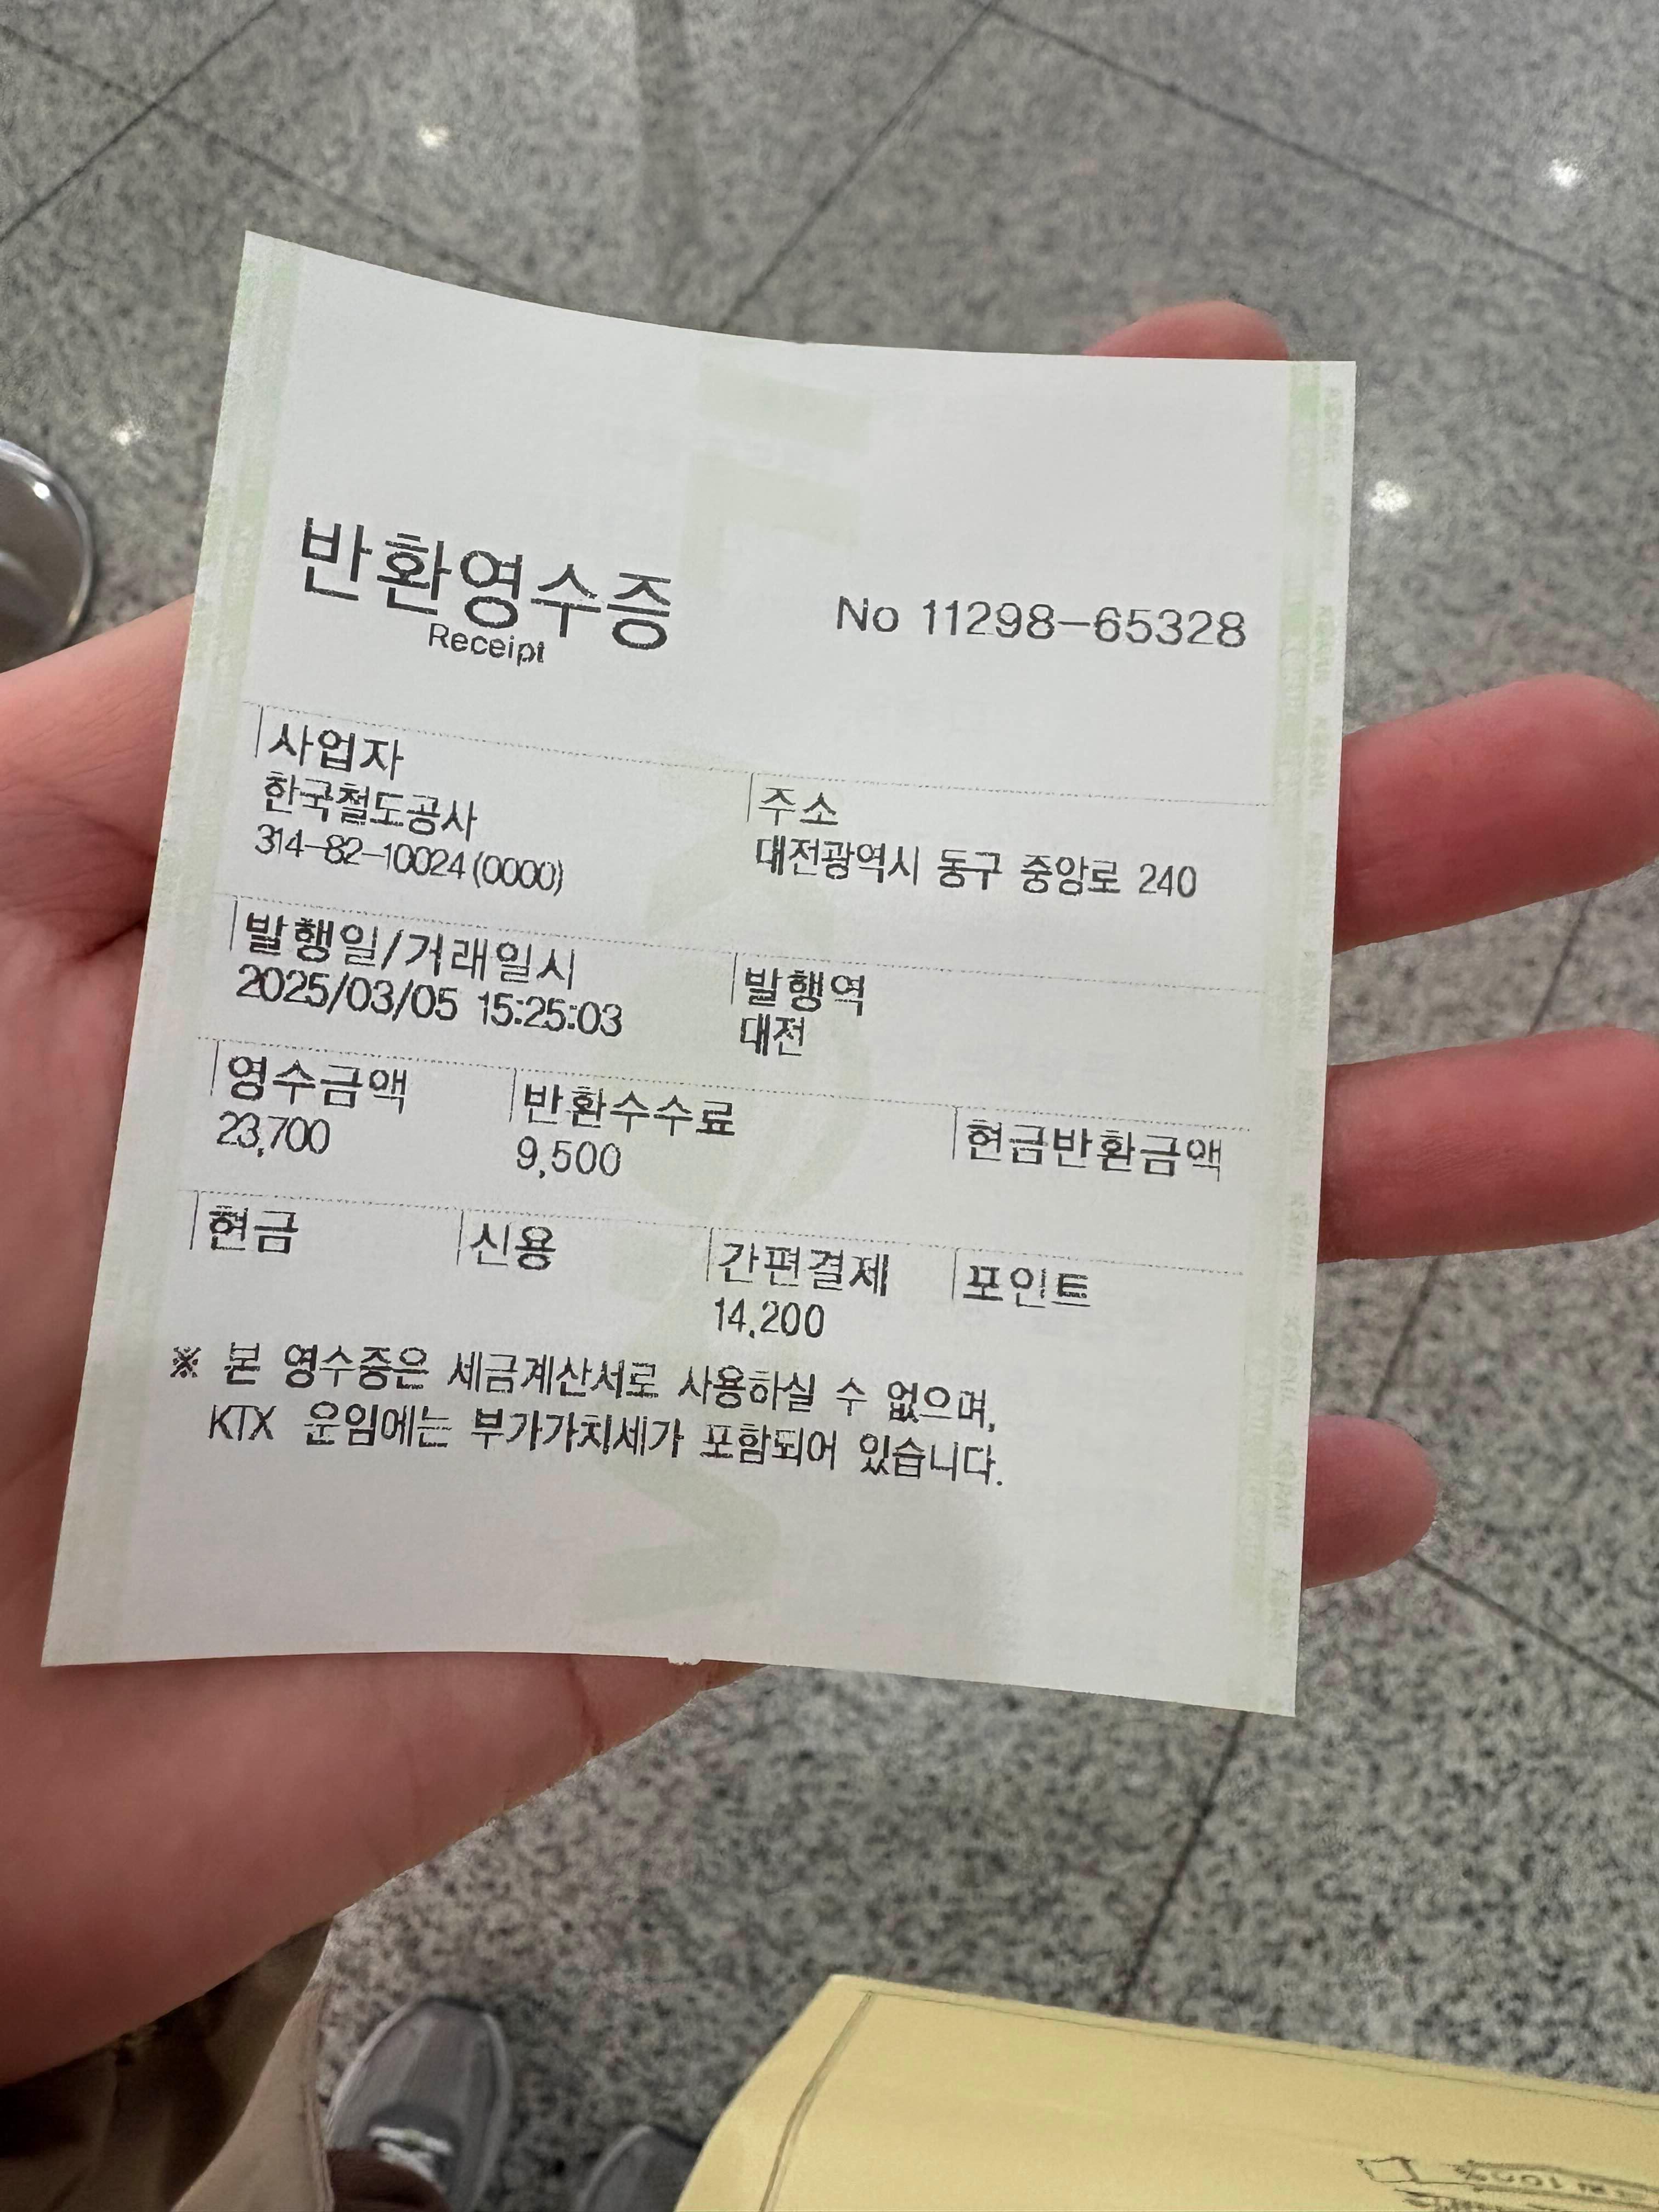 반환영수증
Receipt
No 11298-65328
사업자
한국철도공사
314-82-10024(0000)
주소
대전광역시 동구 중앙로 240
발행일/거래일시
2025/03/05 15:25:03
발행역
대전
영수금액
23,700
반환수수료
9,500
현금반환금액
현금
신용
간편결제
14,200
포인트
※ 본 영수증은 세금계산서로 사용하실 수 없으며,
KTX 운임에는 부가가치세가 포함되어 있습니다.